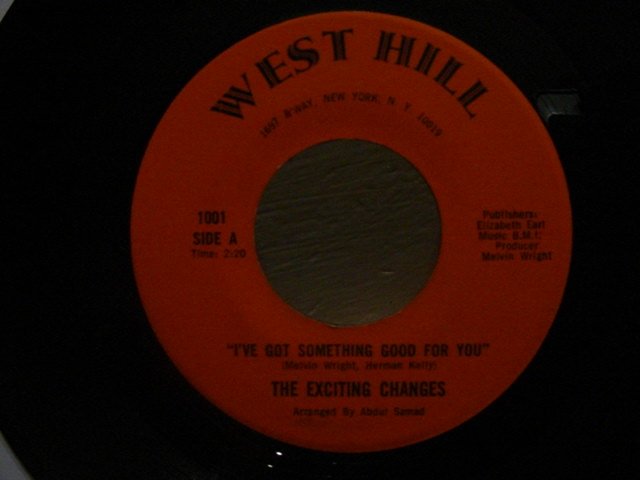 WEST HILL
1697 B'WAY, NEW YORK, N. Y. 10019
1001
SIDE A
Time: 2:20
Publishers:
Elizabeth Earl
Music B.M.I.
Producer
Melvin Wright
"I'VE GOT SOMETHING GOOD FOR YOU"
(Melvin Wright, Herman Kelly)
THE EXCITING CHANGES
Arranged By Abdul Samad